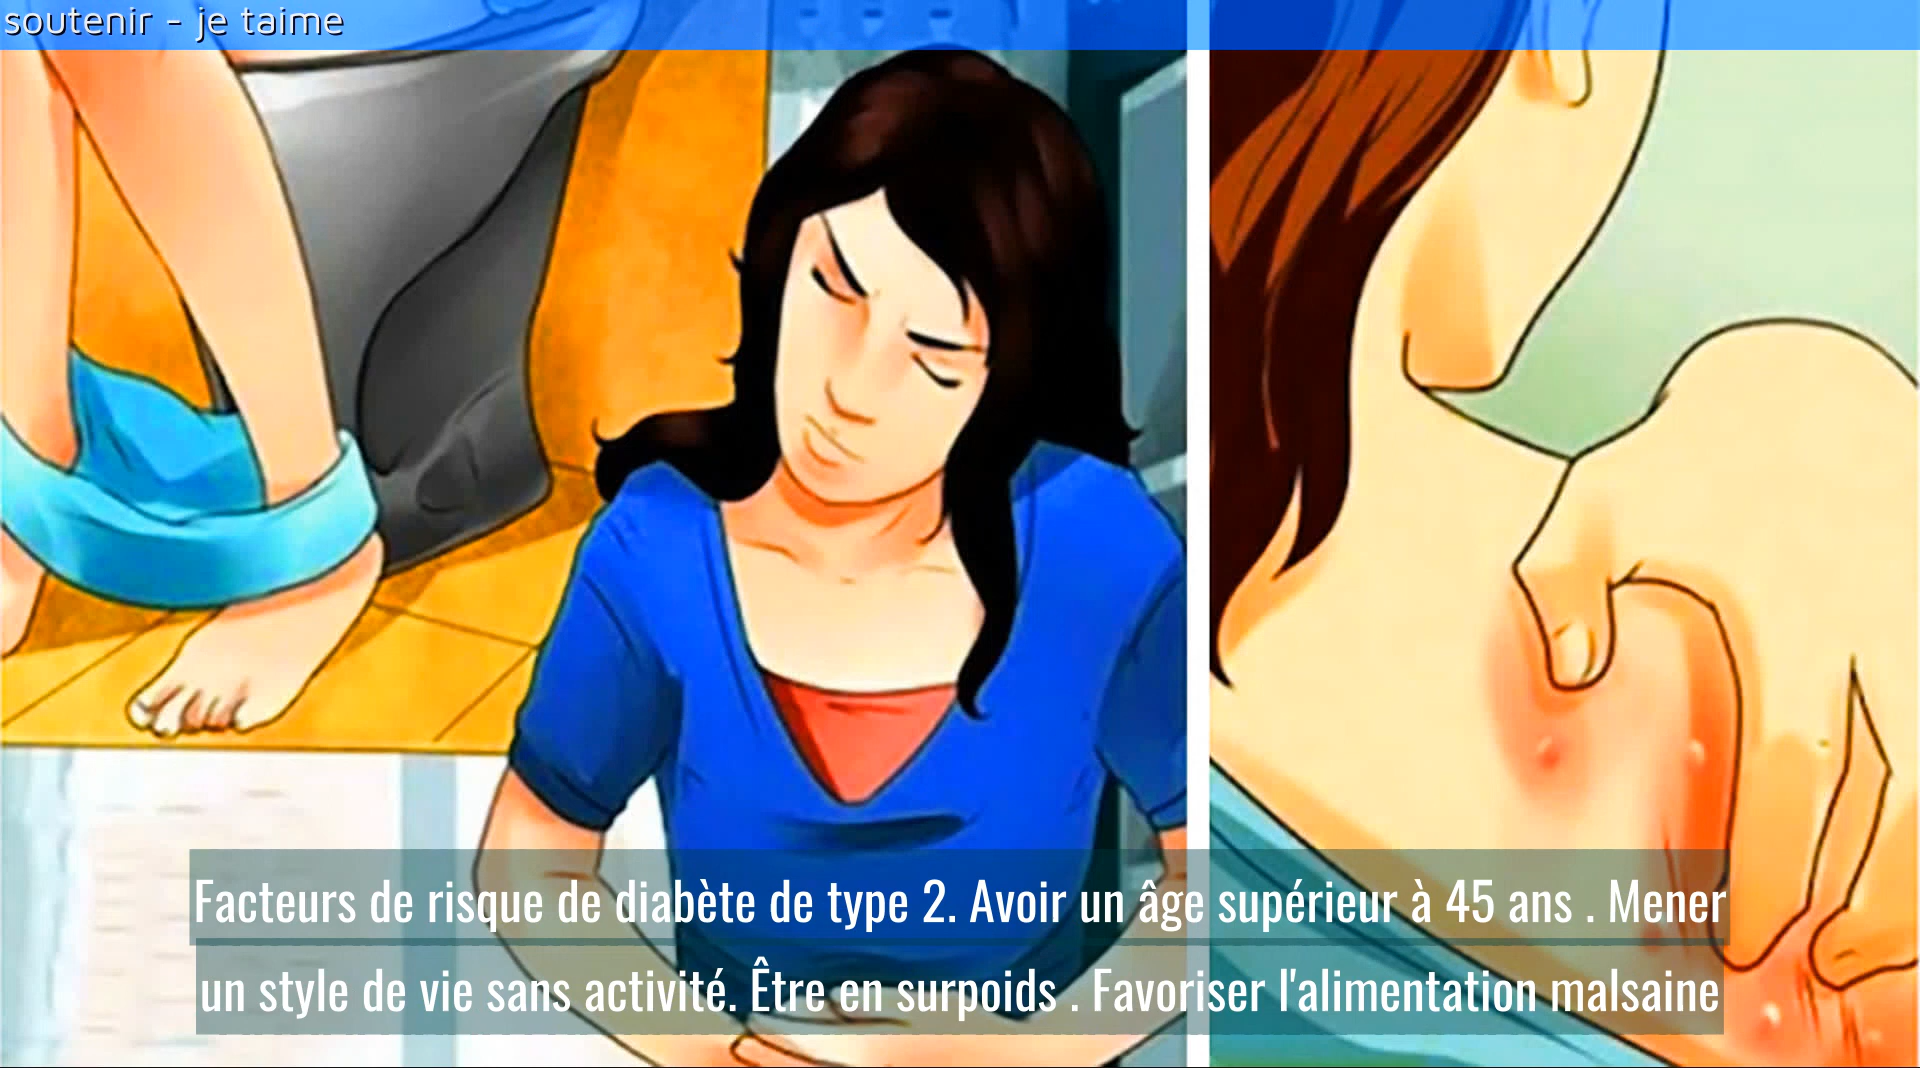 soutenir - je taime
Facteurs de risque de diabète de type 2. Avoir un âge supérieur à 45 ans . Mener
un style de vie sans activité. Être en surpoids . Favoriser l'alimentation malsaine